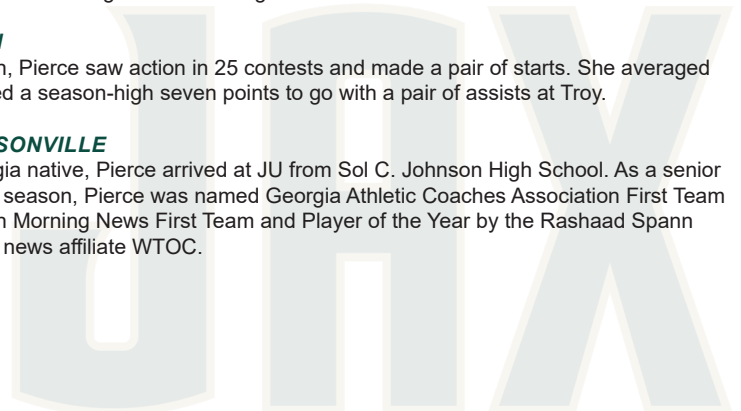 n, Pierce saw action in 25 contests and made a pair of starts. She averaged
ed a season-high seven points to go with a pair of assists at Troy.
SONVILLE
gia native, Pierce arrived at JU from Sol C. Johnson High School. As a senior
season, Pierce was named Georgia Athletic Coaches Association First Team
n Morning News First Team and Player of the Year by the Rashaad Spann
news affiliate WTOC.
JAX